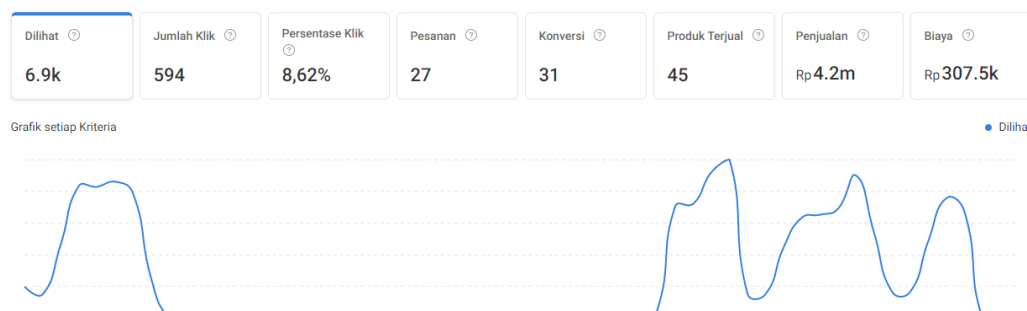 Dilihat
Jumlah Klik
Persentase Klik
Pesanan
Konversi
Produk Terjual
Penjualan
Biaya
6.9k
594
8,62%
27
31
45
Rp4.2m
Rp307.5k
Grafik setiap Kriteria
Diliha